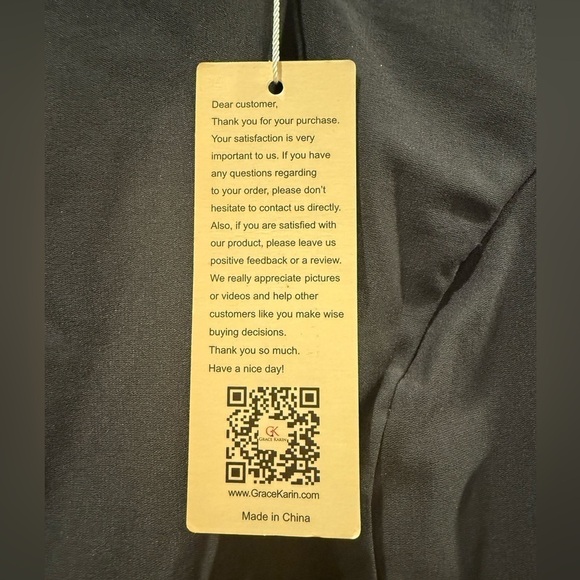 Dear customer,
Thank you for your purchase.
Your satisfaction is very
important to us. If you have
any questions regarding
to your order, please don't
hesitate to contact us directly.
Also, if you are satisfied with
our product, please leave us
positive feedback or a review.
We really appreciate pictures
or videos and help other
customers like you make wise
buying decisions.
Thank you so much.
Have a nice day!
GK
GRACE KARIN
www.GraceKarin.com
Made in China